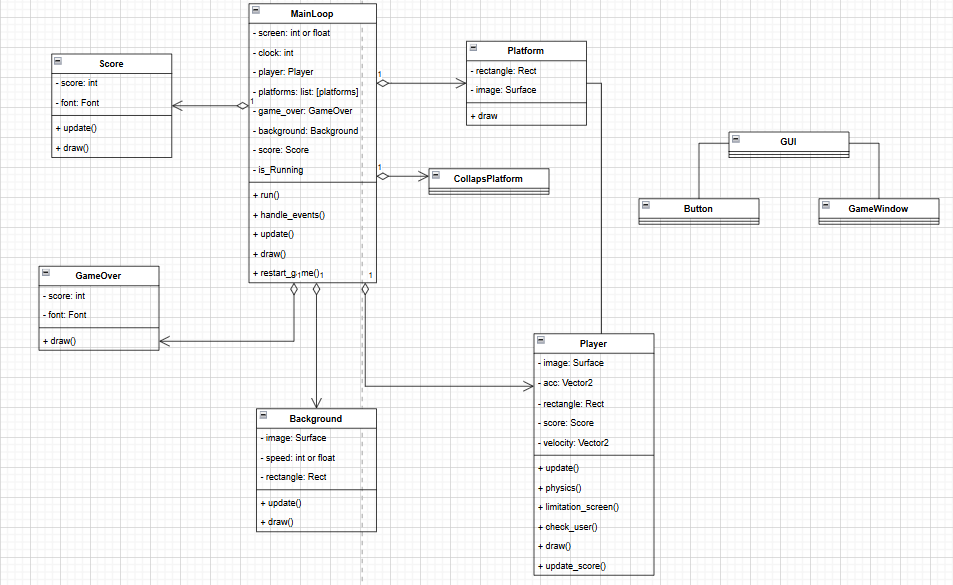 MainLoop
- screen: int or float
- clock: int
- player: Player
- platforms: list: [platforms]
- game_over: GameOver
- background: Background
- score: Score
- is_Running
+ run()
+ handle_events()
+ update()
+ draw()
+ restart_game()
1
1
1
1
1
1
Score
- score: int
- font: Font
+ update()
+ draw()
Platform
- rectangle: Rect
- image: Surface
+ draw
CollapsPlatform
GUI
Button
GameWindow
GameOver
- score: int
- font: Font
+ draw()
Background
- image: Surface
- speed: int or float
- rectangle: Rect
+ update()
+ draw()
Player
- image: Surface
- acc: Vector2
- rectangle: Rect
- score: Score
- velocity: Vector2
+ update()
+ physics()
+ limitation_screen()
+ check_user()
+ draw()
+ update_score()